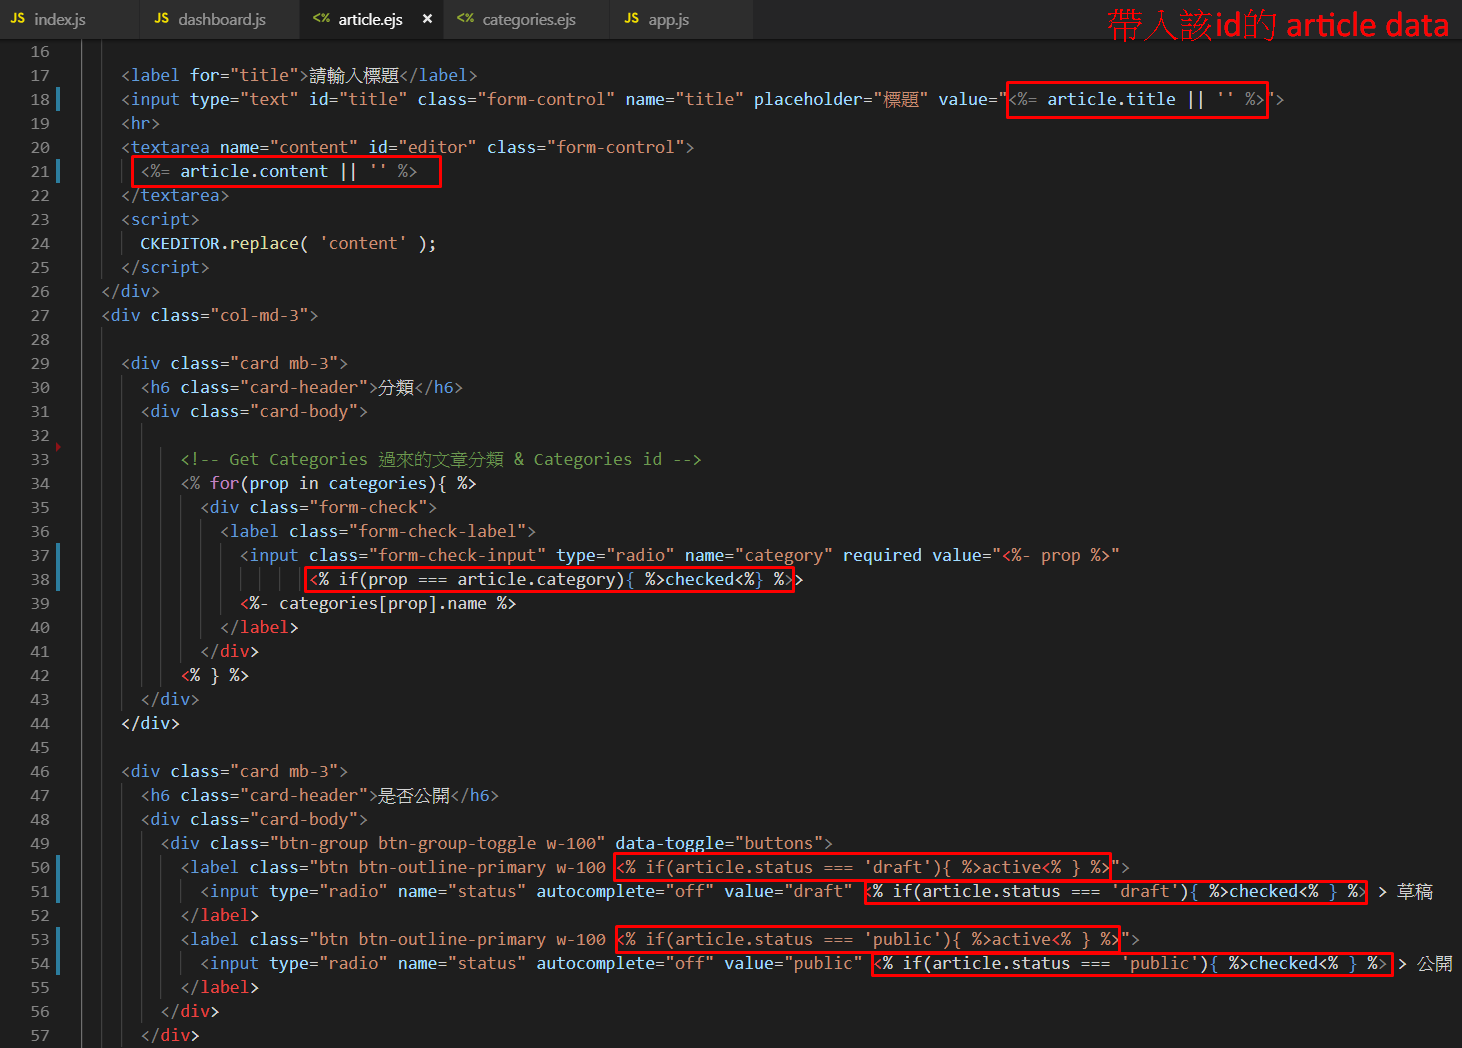 JS index.js JS dashboard.js <% article.ejs × <% categories.ejs JS app.js
帶入該id的 article data
16
17 <label for="title">請輸入標題</label>
18 <input type="text" id="title" class="form-control" name="title" placeholder="標題" value="<%= article.title || '' %>">
19 <hr>
20 <textarea name="content" id="editor" class="form-control">
21 <%= article.content || '' %>
22 </textarea>
23 <script>
24 CKEDITOR.replace( 'content' );
25 </script>
26 </div>
27 <div class="col-md-3">
28
29 <div class="card mb-3">
30 <h6 class="card-header">分類</h6>
31 <div class="card-body">
32
33 <!-- Get Categories 過來的文章分類 & Categories id -->
34 <% for(prop in categories){ %>
35 <div class="form-check">
36 <label class="form-check-label">
37 <input class="form-check-input" type="radio" name="category" required value="<%- prop %>"
38 <% if(prop === article.category){ %>checked<%} %>>
39 <%- categories[prop].name %>
40 </label>
41 </div>
42 <% } %>
43 </div>
44 </div>
45
46 <div class="card mb-3">
47 <h6 class="card-header">是否公開</h6>
48 <div class="card-body">
49 <div class="btn-group btn-group-toggle w-100" data-toggle="buttons">
50 <label class="btn btn-outline-primary w-100 <% if(article.status === 'draft'){ %>active<% } %>">
51 <input type="radio" name="status" autocomplete="off" value="draft" <% if(article.status === 'draft'){ %>checked<% } %> > 草稿
52 </label>
53 <label class="btn btn-outline-primary w-100 <% if(article.status === 'public'){ %>active<% } %>">
54 <input type="radio" name="status" autocomplete="off" value="public" <% if(article.status === 'public'){ %>checked<% } %> > 公開
55 </label>
56 </div>
57 </div>